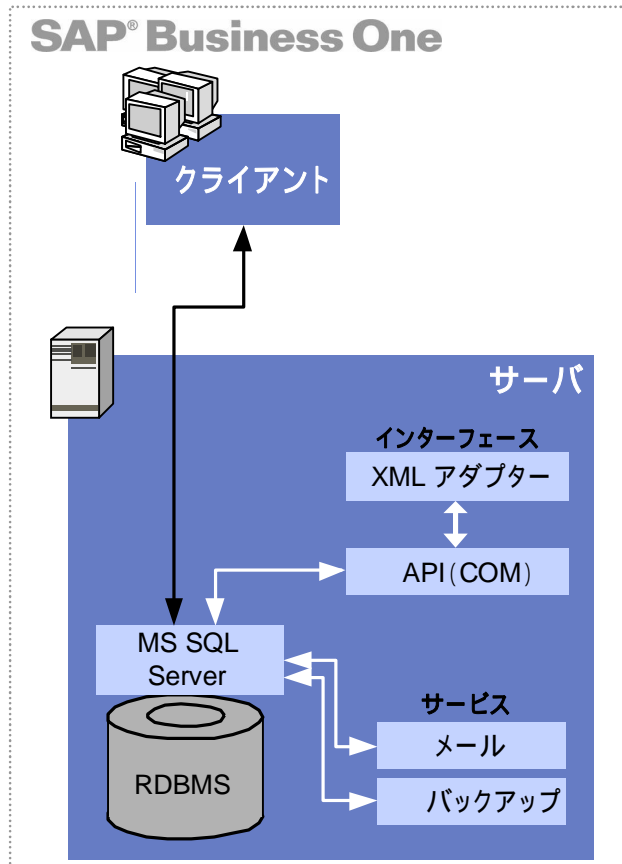 SAP® Business One
クライアント
サーバ
インターフェース
XML アダプター
API(COM)
MS SQL
Server
RDBMS
サービス
メール
バックアップ